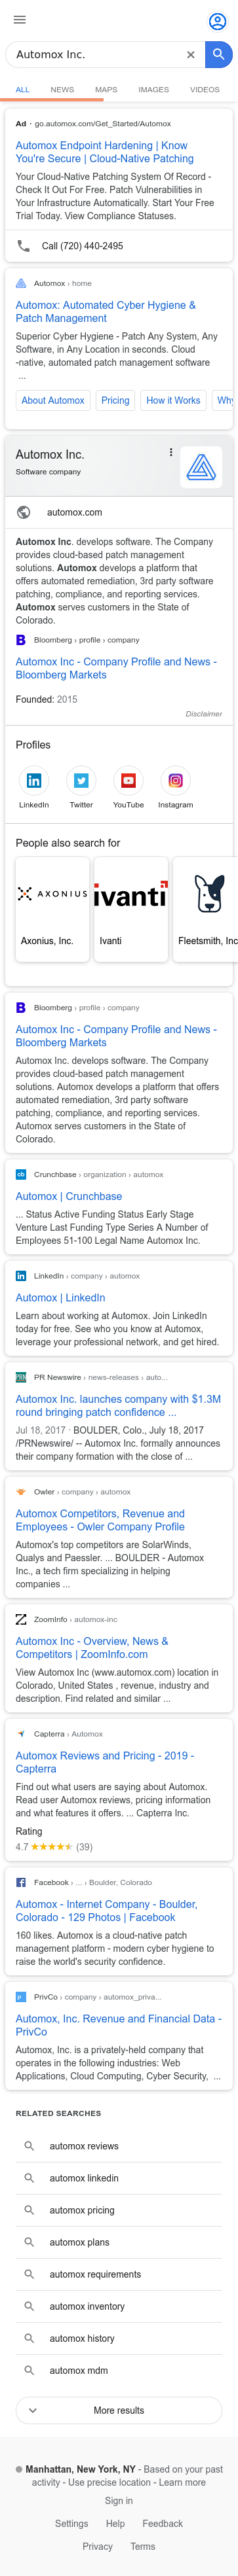 Automox Inc.
ALL NEWS MAPS IMAGES VIDEOS
Ad · go.automox.com/Get_Started/Automox
Automox Endpoint Hardening | Know
You're Secure | Cloud-Native Patching
Your Cloud-Native Patching System Of Record -
Check It Out For Free. Patch Vulnerabilities in
Your Infrastructure Automatically. Start Your Free
Trial Today. View Compliance Statuses.
Call (720) 440-2495
Automox › home
Automox: Automated Cyber Hygiene &
Patch Management
Superior Cyber Hygiene - Patch Any System, Any
Software, in Any Location in seconds. Cloud
-native, automated patch management software
...
About Automox Pricing How it Works Why
Automox Inc.
Software company
automox.com
Automox Inc. develops software. The Company
provides cloud-based patch management
solutions. Automox develops a platform that
offers automated remediation, 3rd party software
patching, compliance, and reporting services.
Automox serves customers in the State of
Colorado.
Bloomberg › profile › company
Automox Inc - Company Profile and News -
Bloomberg Markets
Founded: 2015
Disclaimer
Profiles
LinkedIn Twitter YouTube Instagram
People also search for
AXONIUS ivanti
Axonius, Inc. Ivanti Fleetsmith, Inc
Bloomberg › profile › company
Automox Inc - Company Profile and News -
Bloomberg Markets
Automox Inc. develops software. The Company
provides cloud-based patch management
solutions. Automox develops a platform that offers
automated remediation, 3rd party software
patching, compliance, and reporting services.
Automox serves customers in the State of
Colorado.
cb Crunchbase › organization › automox
Automox | Crunchbase
... Status Active Funding Status Early Stage
Venture Last Funding Type Series A Number of
Employees 51-100 Legal Name Automox Inc.
LinkedIn › company › automox
Automox | LinkedIn
Learn about working at Automox. Join LinkedIn
today for free. See who you know at Automox,
leverage your professional network, and get hired.
PR Newswire › news-releases › auto...
Automox Inc. launches company with $1.3M
round bringing patch confidence ...
Jul 18, 2017 · BOULDER, Colo., July 18, 2017
/PRNewswire/ -- Automox Inc. formally announces
their company formation with the close of ...
Owler › company › automox
Automox Competitors, Revenue and
Employees - Owler Company Profile
Automox's top competitors are SolarWinds,
Qualys and Paessler. ... BOULDER - Automox
Inc., a tech firm specializing in helping
companies ...
ZoomInfo › automox-inc
Automox Inc - Overview, News &
Competitors | ZoomInfo.com
View Automox Inc (www.automox.com) location in
Colorado, United States , revenue, industry and
description. Find related and similar ...
Capterra › Automox
Automox Reviews and Pricing - 2019 -
Capterra
Find out what users are saying about Automox.
Read user Automox reviews, pricing information
and what features it offers. ... Capterra Inc.
Rating
4.7 ★★★★★ (39)
Facebook › ... › Boulder, Colorado
Automox - Internet Company - Boulder,
Colorado - 129 Photos | Facebook
160 likes. Automox is a cloud-native patch
management platform - modern cyber hygiene to
raise the world's security confidence.
PrivCo › company › automox_priva...
Automox, Inc. Revenue and Financial Data -
PrivCo
Automox, Inc. is a privately-held company that
operates in the following industries: Web
Applications, Cloud Computing, Cyber Security, ...
RELATED SEARCHES
automox reviews
automox linkedin
automox pricing
automox plans
automox requirements
automox inventory
automox history
automox mdm
More results
Manhattan, New York, NY - Based on your past
activity - Use precise location - Learn more
Sign in
Settings Help Feedback
Privacy Terms